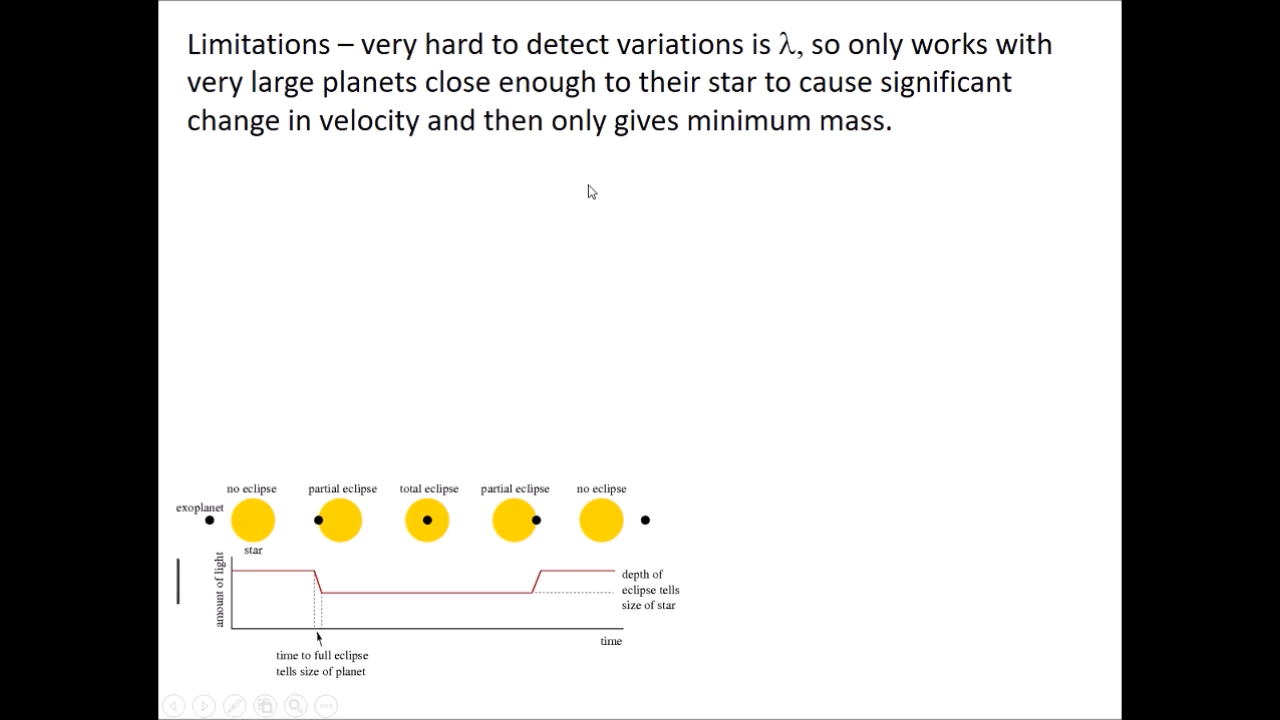 Limitations – very hard to detect variations is λ, so only works with
very large planets close enough to their star to cause significant
change in velocity and then only gives minimum mass.
no eclipse
partial eclipse
total eclipse
partial eclipse
no eclipse
exoplanet
star
amount of light
depth of
eclipse tells
size of star
time
time to full eclipse
tells size of planet